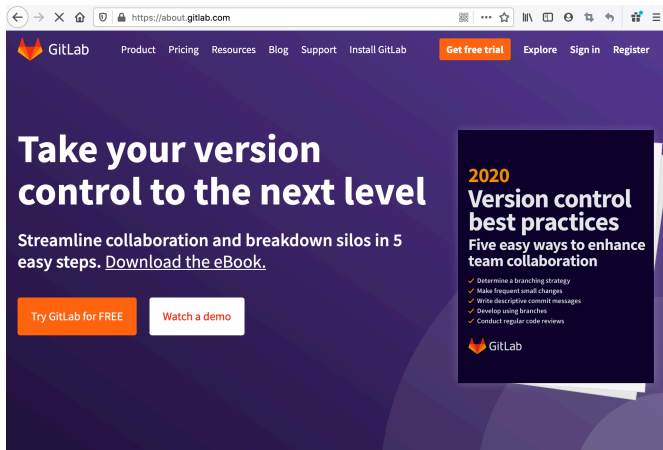 https://about.gitlab.com
GitLab
Product Pricing Resources Blog Support Install GitLab
Get free trial Explore Sign in Register
Take your version
control to the next level
Streamline collaboration and breakdown silos in 5
easy steps. Download the eBook.
Try GitLab for FREE
Watch a demo
2020
Version control
best practices
Five easy ways to enhance
team collaboration
Determine a branching strategy
Make frequent small changes
Write descriptive commit messages
Develop using branches
Conduct regular code reviews
GitLab